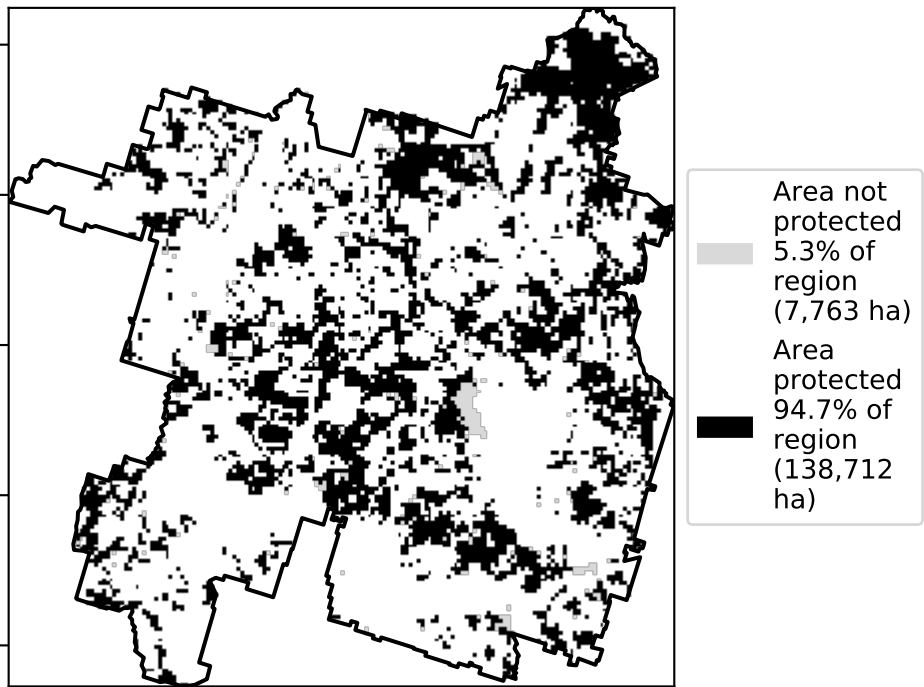 Area not
protected
5.3% of
region
(7,763 ha)
Area
protected
94.7% of
region
(138,712
ha)